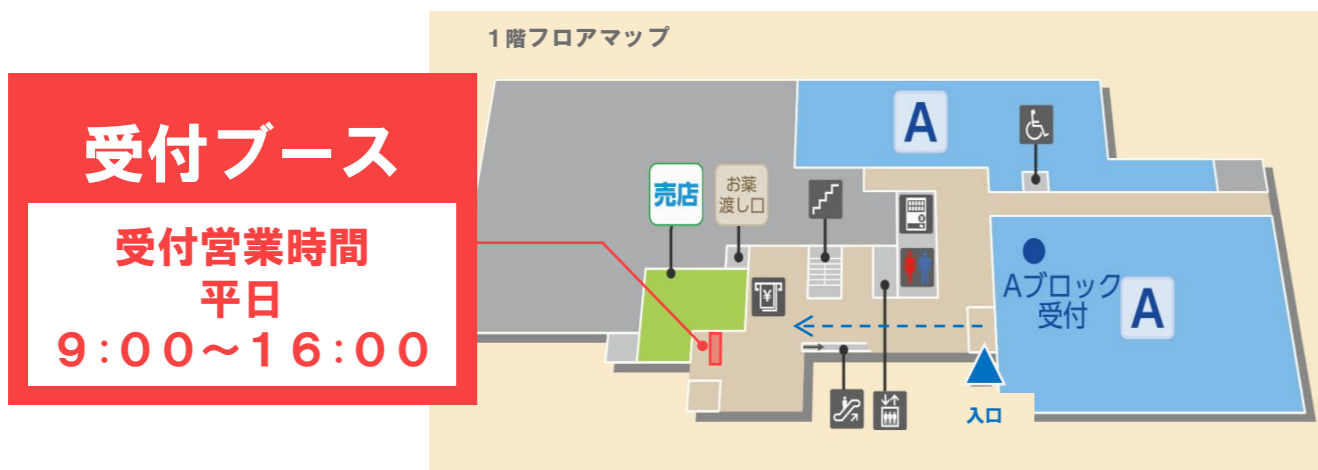 1階フロアマップ
受付ブース
受付営業時間
平日
９:００～１６:００
売店
お薬
渡し口
A
¥
Aブロック
受付
A
入口